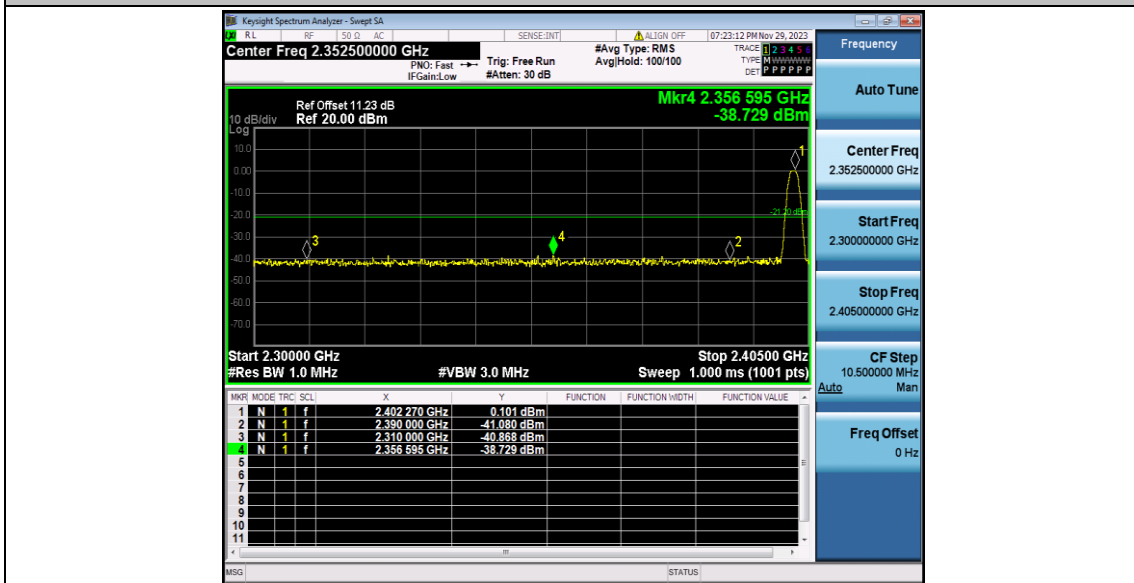 Keysight Spectrum Analyzer - Swept SA
RL RF 50 Ω AC SENSE:INT ALIGN OFF 07:23:12 PM Nov 29, 2023
Center Freq 2.352500000 GHz
PNO: Fast
IFGain:Low
Trig: Free Run
#Atten: 30 dB
#Avg Type: RMS
Avg|Hold: 100/100
TRACE 1 2 3 4 5 6
TYPE M W W W W W
DET P P P P P P
Ref Offset 11.23 dB
10 dB/div Ref 20.00 dBm
Log
Mkr4 2.356 595 GHz
-38.729 dBm
10.0
0.00
-10.0
-20.0
-30.0
-40.0
-50.0
-60.0
-70.0
1
-21.20 dBm
3
4
2
Start 2.30000 GHz Stop 2.40500 GHz
#Res BW 1.0 MHz #VBW 3.0 MHz Sweep 1.000 ms (1001 pts)
MKR MODE TRC SCL X Y FUNCTION FUNCTION WIDTH FUNCTION VALUE
1 N 1 f 2.402 270 GHz 0.101 dBm
2 N 1 f 2.390 000 GHz -41.080 dBm
3 N 1 f 2.310 000 GHz -40.868 dBm
4 N 1 f 2.356 595 GHz -38.729 dBm
5
6
7
8
9
10
11
MSG STATUS
Frequency
Auto Tune
Center Freq
2.352500000 GHz
Start Freq
2.300000000 GHz
Stop Freq
2.405000000 GHz
CF Step
10.500000 MHz
Auto Man
Freq Offset
0 Hz